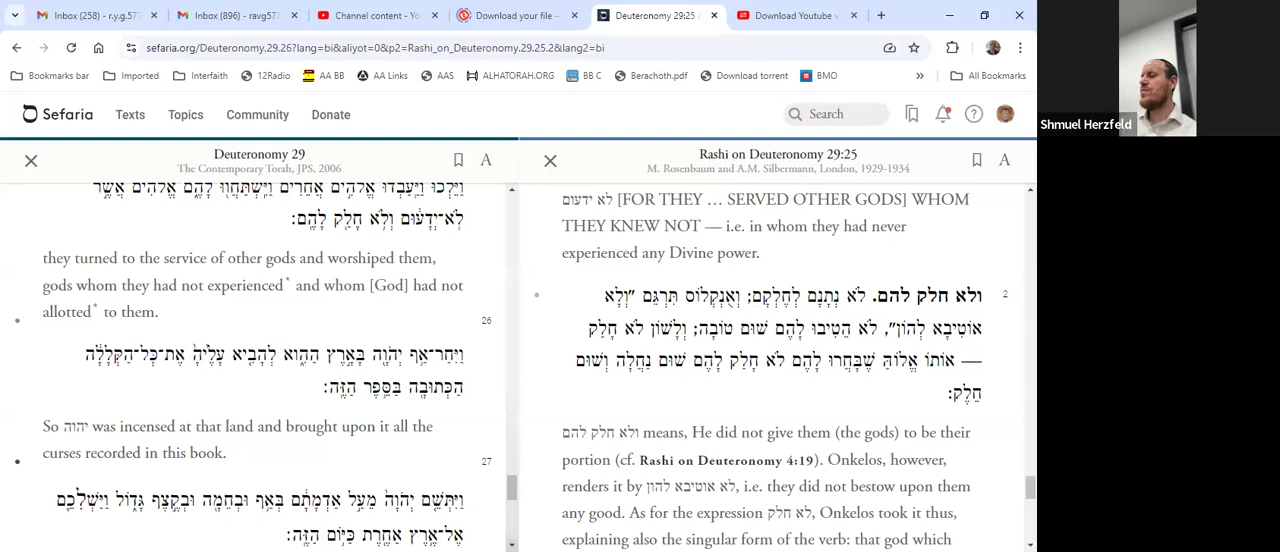 Inbox (258) - r.y.g.57
Inbox (896) - ravg57
Channel content - Yo
Download your file –
Deuteronomy 29:25
Download Youtube v
sefaria.org/Deuteronomy.29.26?lang=bi&aliyot=0&p2=Rashi_on_Deuteronomy.29.25.2&lang2=bi
Bookmarks bar
Imported
Interfaith
12Radio
AA BB
AA Links
AAS
ALHATORAH.ORG
BB C
Berachoth.pdf
Download torrent
BMO
»
All Bookmarks
Sefaria
Texts
Topics
Community
Donate
Search
Shmuel Herzfeld
Deuteronomy 29
The Contemporary Torah, JPS, 2006
A
וַיֵּלְכוּ וַיַּעַבְדוּ אֱלֹהִים אֲחֵרִים וַיִּשְׁתַּחֲוּוּ לָהֶם אֱלֹהִים אֲשֶׁר
לֹא־יְדָעוּם וְלֹא חָלַק לָהֶם׃
they turned to the service of other gods and worshiped them,
gods whom they had not experienced* and whom [God] had not
allotted* to them.
26
וַיִּחַר־אַף יְהֹוָה בָּאָרֶץ הַהִוא לְהָבִיא עָלֶיהָ אֶת־כׇּל־הַקְּלָלָה
הַכְּתוּבָה בַּסֵּפֶר הַזֶּה׃
So יהוה was incensed at that land and brought upon it all the
curses recorded in this book.
27
וַיִּתְּשֵׁם יְהֹוָה מֵעַל אַדְמָתָם בְּאַף וּבְחֵמָה וּבְקֶצֶף גָּדוֹל וַיַּשְׁלִכֵם
אֶל־אֶרֶץ אַחֶרֶת כַּיּוֹם הַזֶּה׃
Rashi on Deuteronomy 29:25
M. Rosenbaum and A.M. Silbermann, London, 1929-1934
A
לא ידעום [FOR THEY … SERVED OTHER GODS] WHOM
THEY KNEW NOT — i.e. in whom they had never
experienced any Divine power.
2
ולא חלק להם. לֹא נְתָנָם לְחֶלְקָם; וְאֻנְקְלוֹס תִּרְגֵּם "וְלָא
אוֹטִיבָא לְהוֹן", לֹא הֵטִיבוּ לָהֶם שׁוּם טוֹבָה; וְלָשׁוֹן לֹא חָלַק
— אוֹתוֹ אֱלוֹהַּ שֶׁבָּחֲרוּ לָהֶם לֹא חָלַק לָהֶם שׁוּם נַחֲלָה וְשׁוּם
חֵלֶק:
ולא חלק להם means, He did not give them (the gods) to be their
portion (cf. Rashi on Deuteronomy 4:19). Onkelos, however,
renders it by לא אוטיבא להון, i.e. they did not bestow upon them
any good. As for the expression לא חלק, Onkelos took it thus,
explaining also the singular form of the verb: that god which